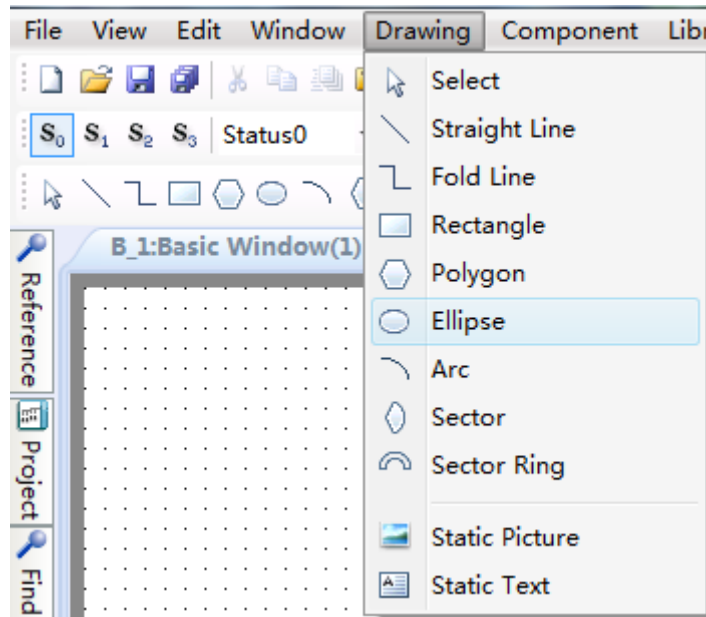 File View Edit Window Drawing Component Libr
S0 S1 S2 S3 Status0
B_1:Basic Window(1)
Select
Straight Line
Fold Line
Rectangle
Polygon
Ellipse
Arc
Sector
Sector Ring
Static Picture
Static Text
Reference
Project
Find